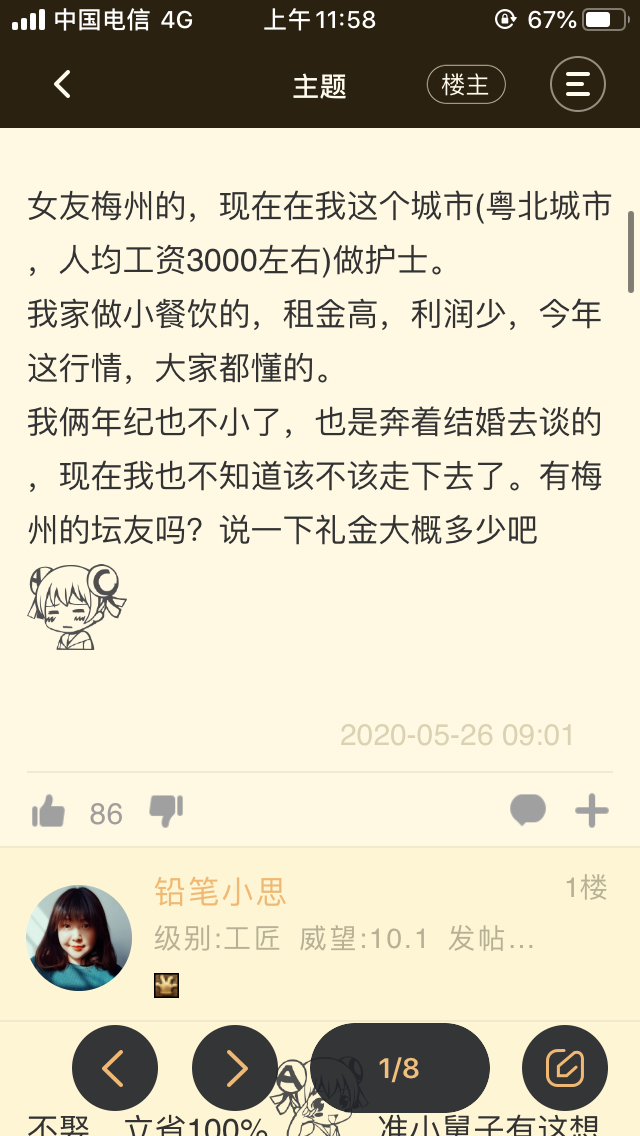 中国电信 4G 上午11:58 67%
主题 楼主
女友梅州的，现在在我这个城市(粤北城市
，人均工资3000左右)做护士。
我家做小餐饮的，租金高，利润少，今年
这行情，大家都懂的。
我俩年纪也不小了，也是奔着结婚去谈的
，现在我也不知道该不该走下去了。有梅
州的坛友吗？说一下礼金大概多少吧
2020-05-26 09:01
86
铅笔小思 1楼
级别:工匠 威望:10.1 发帖...
1/8
不娶 立省100% 准小舅子有这想